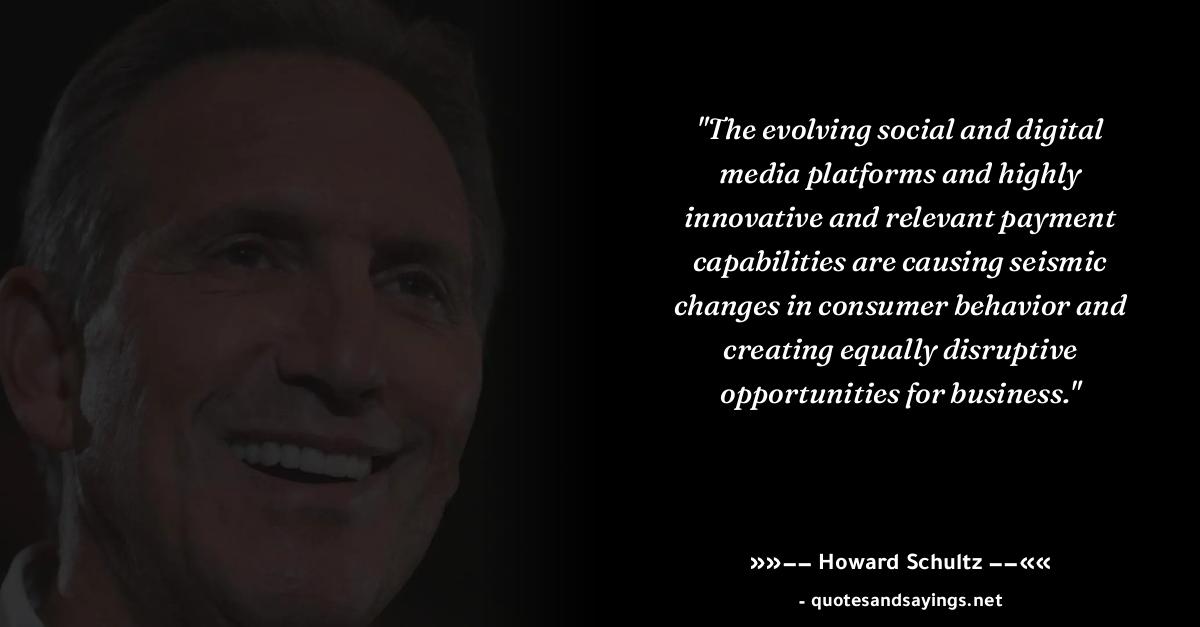 "The evolving social and digital
media platforms and highly
innovative and relevant payment
capabilities are causing seismic
changes in consumer behavior and
creating equally disruptive
opportunities for business."
»»–– Howard Schultz ––««
- quotesandsayings.net